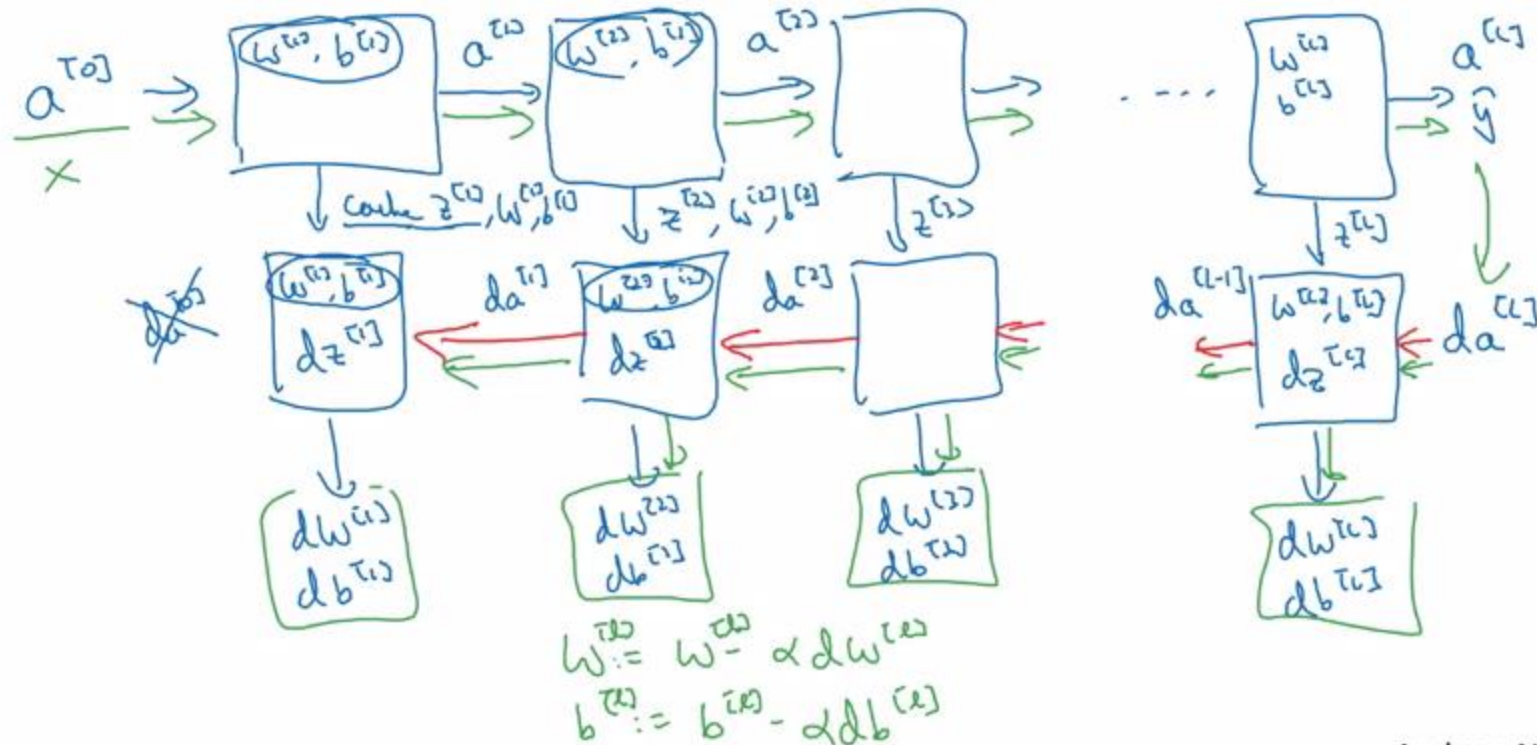 a^[0]
x
w^[1], b^[1]
a^[1]
w^[2], b^[1]
a^[2]
. . . .
w^[L]
b^[L]
a^[L]
ŷ
cache z^[1], w^[1], b^[1]
z^[2], w^[2], b^[2]
z^[3]
z^[L]
da^[0]
w^[1], b^[1]
dz^[1]
da^[1]
w^[2], b^[2]
dz^[2]
da^[2]
da^[L-1]
w^[L], b^[L]
dz^[L]
da^[L]
dw^[1]
db^[1]
dw^[2]
db^[1]
dw^[3]
db^[2]
dw^[L]
db^[L]
w^[l] := w^[l] - α dw^[l]
b^[l] := b^[l] - α db^[l]